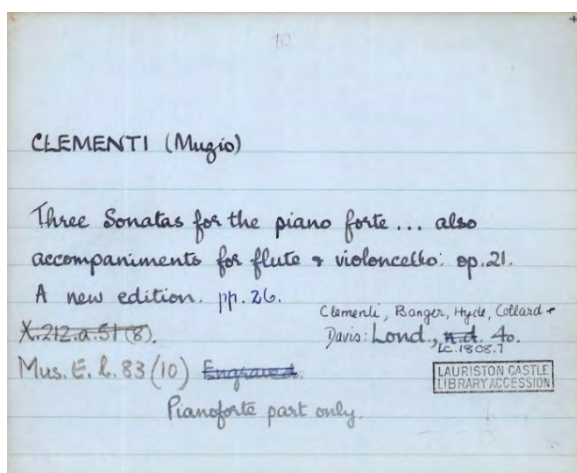 10
CLEMENTI (Muzio)
Three Sonatas for the piano forte... also
accompaniments for flute & violoncello: op.21.
A new edition. pp. 26.
Clementi, Banger, Hyde, Collard &
X.212.a.51(8).
Davis: Lond., n.d. 4o.
[c.1808.]
Mus. E. l. 83 (10) Engraved.
LAURISTON CASTLE
LIBRARY ACCESSION
Pianoforte part only.